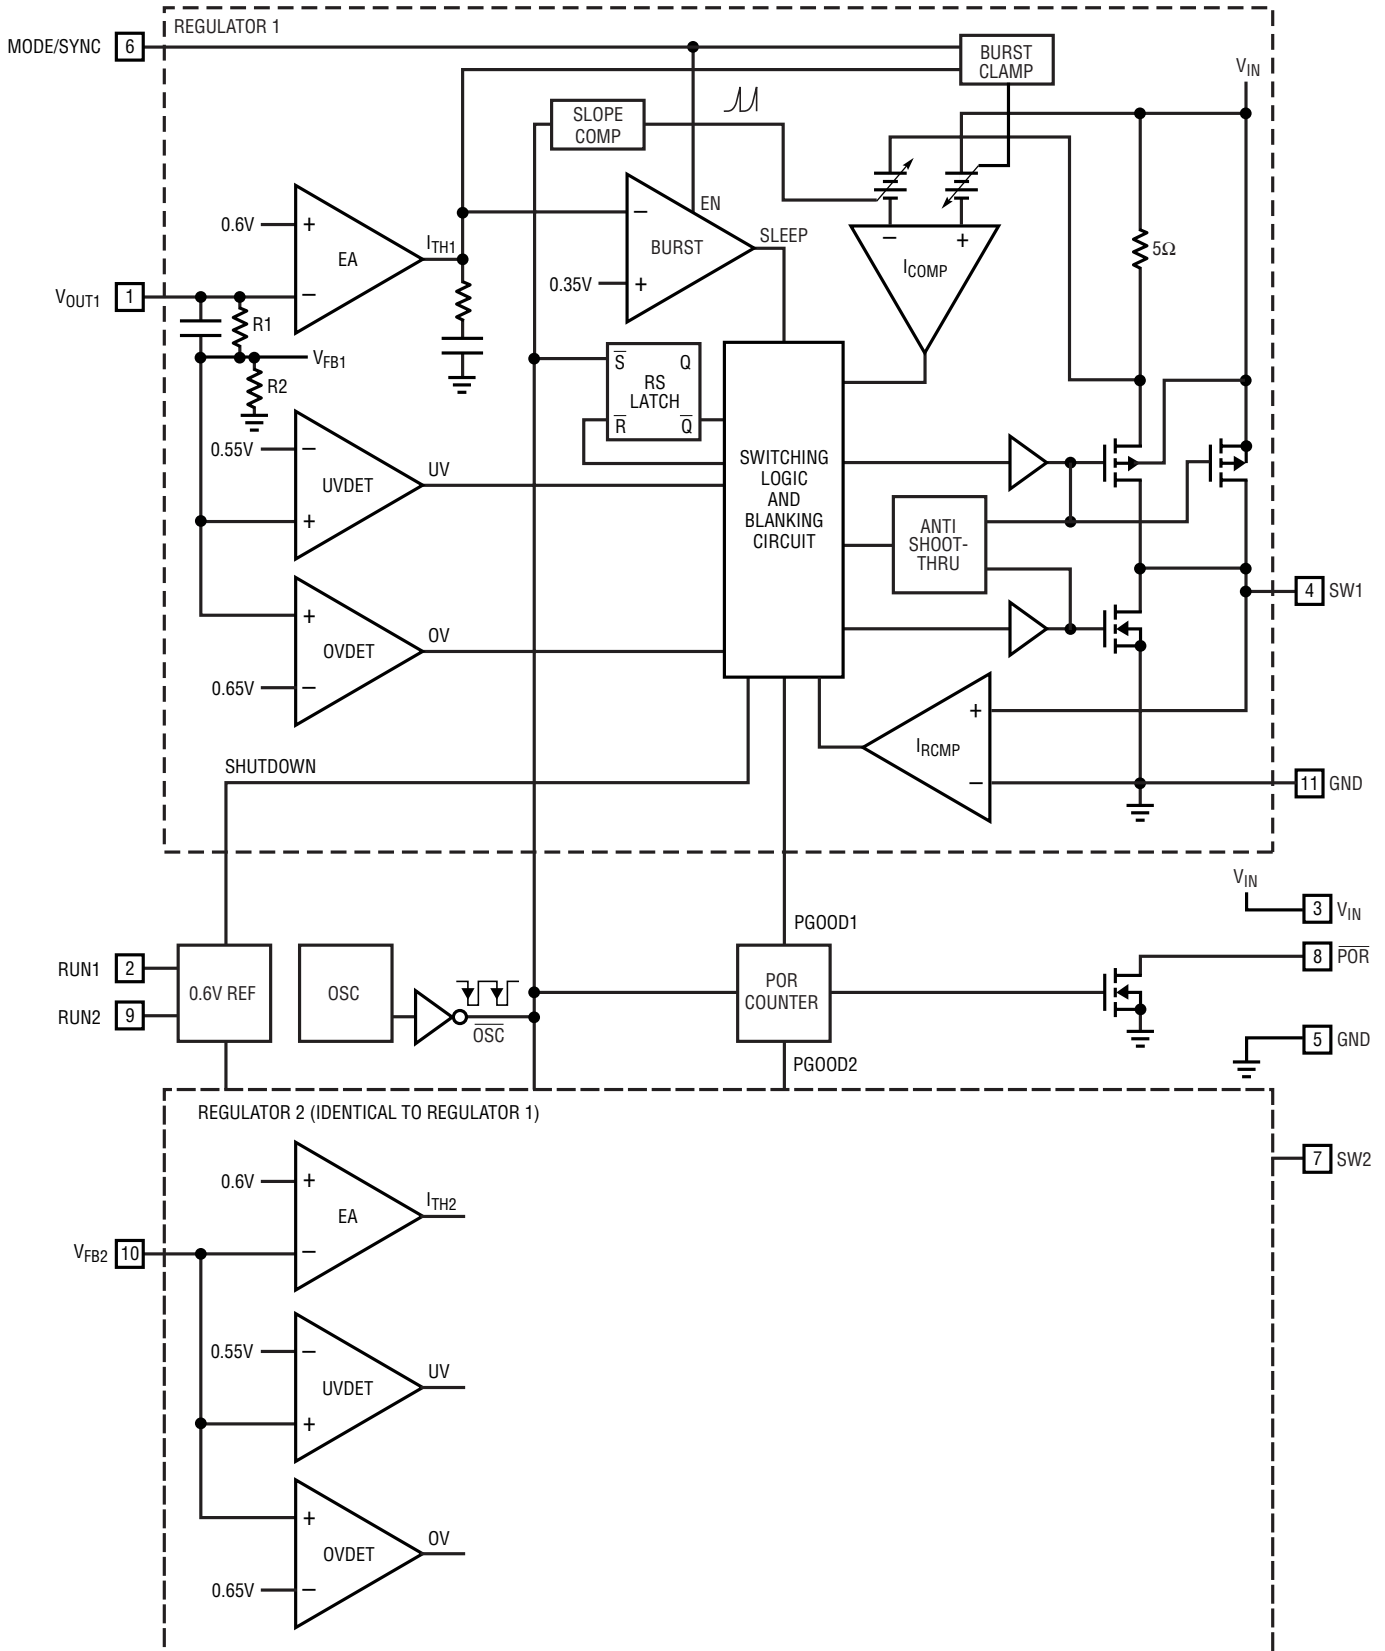 REGULATOR 1
MODE/SYNC 6
BURST
CLAMP
VIN
SLOPE
COMP
EN
0.6V
+
EA
−
ITH1
−
BURST
+
SLEEP
0.35V
−
+
ICOMP
5Ω
VOUT1 1
R1
VFB1
R2
S̅ Q
RS
LATCH
R̅ Q̅
0.55V
−
UVDET
+
UV
SWITCHING
LOGIC
AND
BLANKING
CIRCUIT
ANTI
SHOOT-
THRU
4 SW1
+
OVDET
−
OV
0.65V
+
IRCMP
−
SHUTDOWN
11 GND
VIN
3 VIN
PGOOD1
8 P̅O̅R̅
RUN1 2
RUN2 9
0.6V REF
OSC
O̅S̅C̅
POR
COUNTER
5 GND
PGOOD2
REGULATOR 2 (IDENTICAL TO REGULATOR 1)
7 SW2
0.6V
+
EA
−
ITH2
VFB2 10
0.55V
−
UVDET
+
UV
+
OVDET
−
OV
0.65V